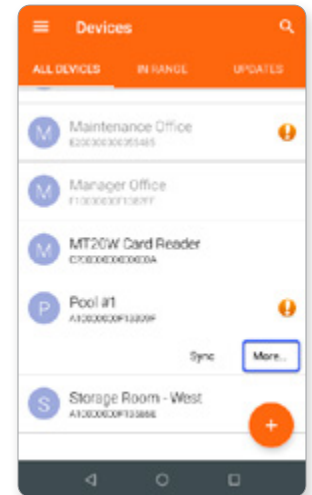 Devices
ALL DEVICES IN RANGE UPDATES
M Maintenance Office
M Manager Office
M MT20W Card Reader
P Pool #1
Sync More...
S Storage Room - West